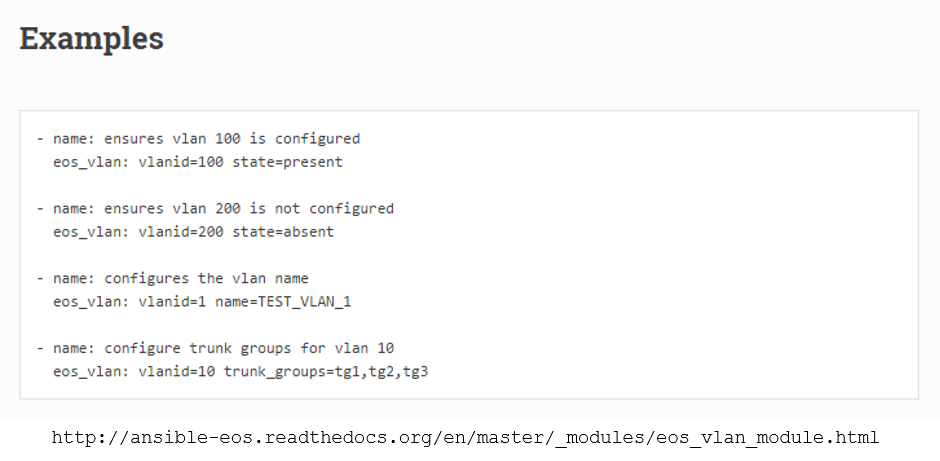 Examples
- name: ensures vlan 100 is configured
eos_vlan: vlanid=100 state=present
- name: ensures vlan 200 is not configured
eos_vlan: vlanid=200 state=absent
- name: configures the vlan name
eos_vlan: vlanid=1 name=TEST_VLAN_1
- name: configure trunk groups for vlan 10
eos_vlan: vlanid=10 trunk_groups=tg1,tg2,tg3
http://ansible-eos.readthedocs.org/en/master/_modules/eos_vlan_module.html